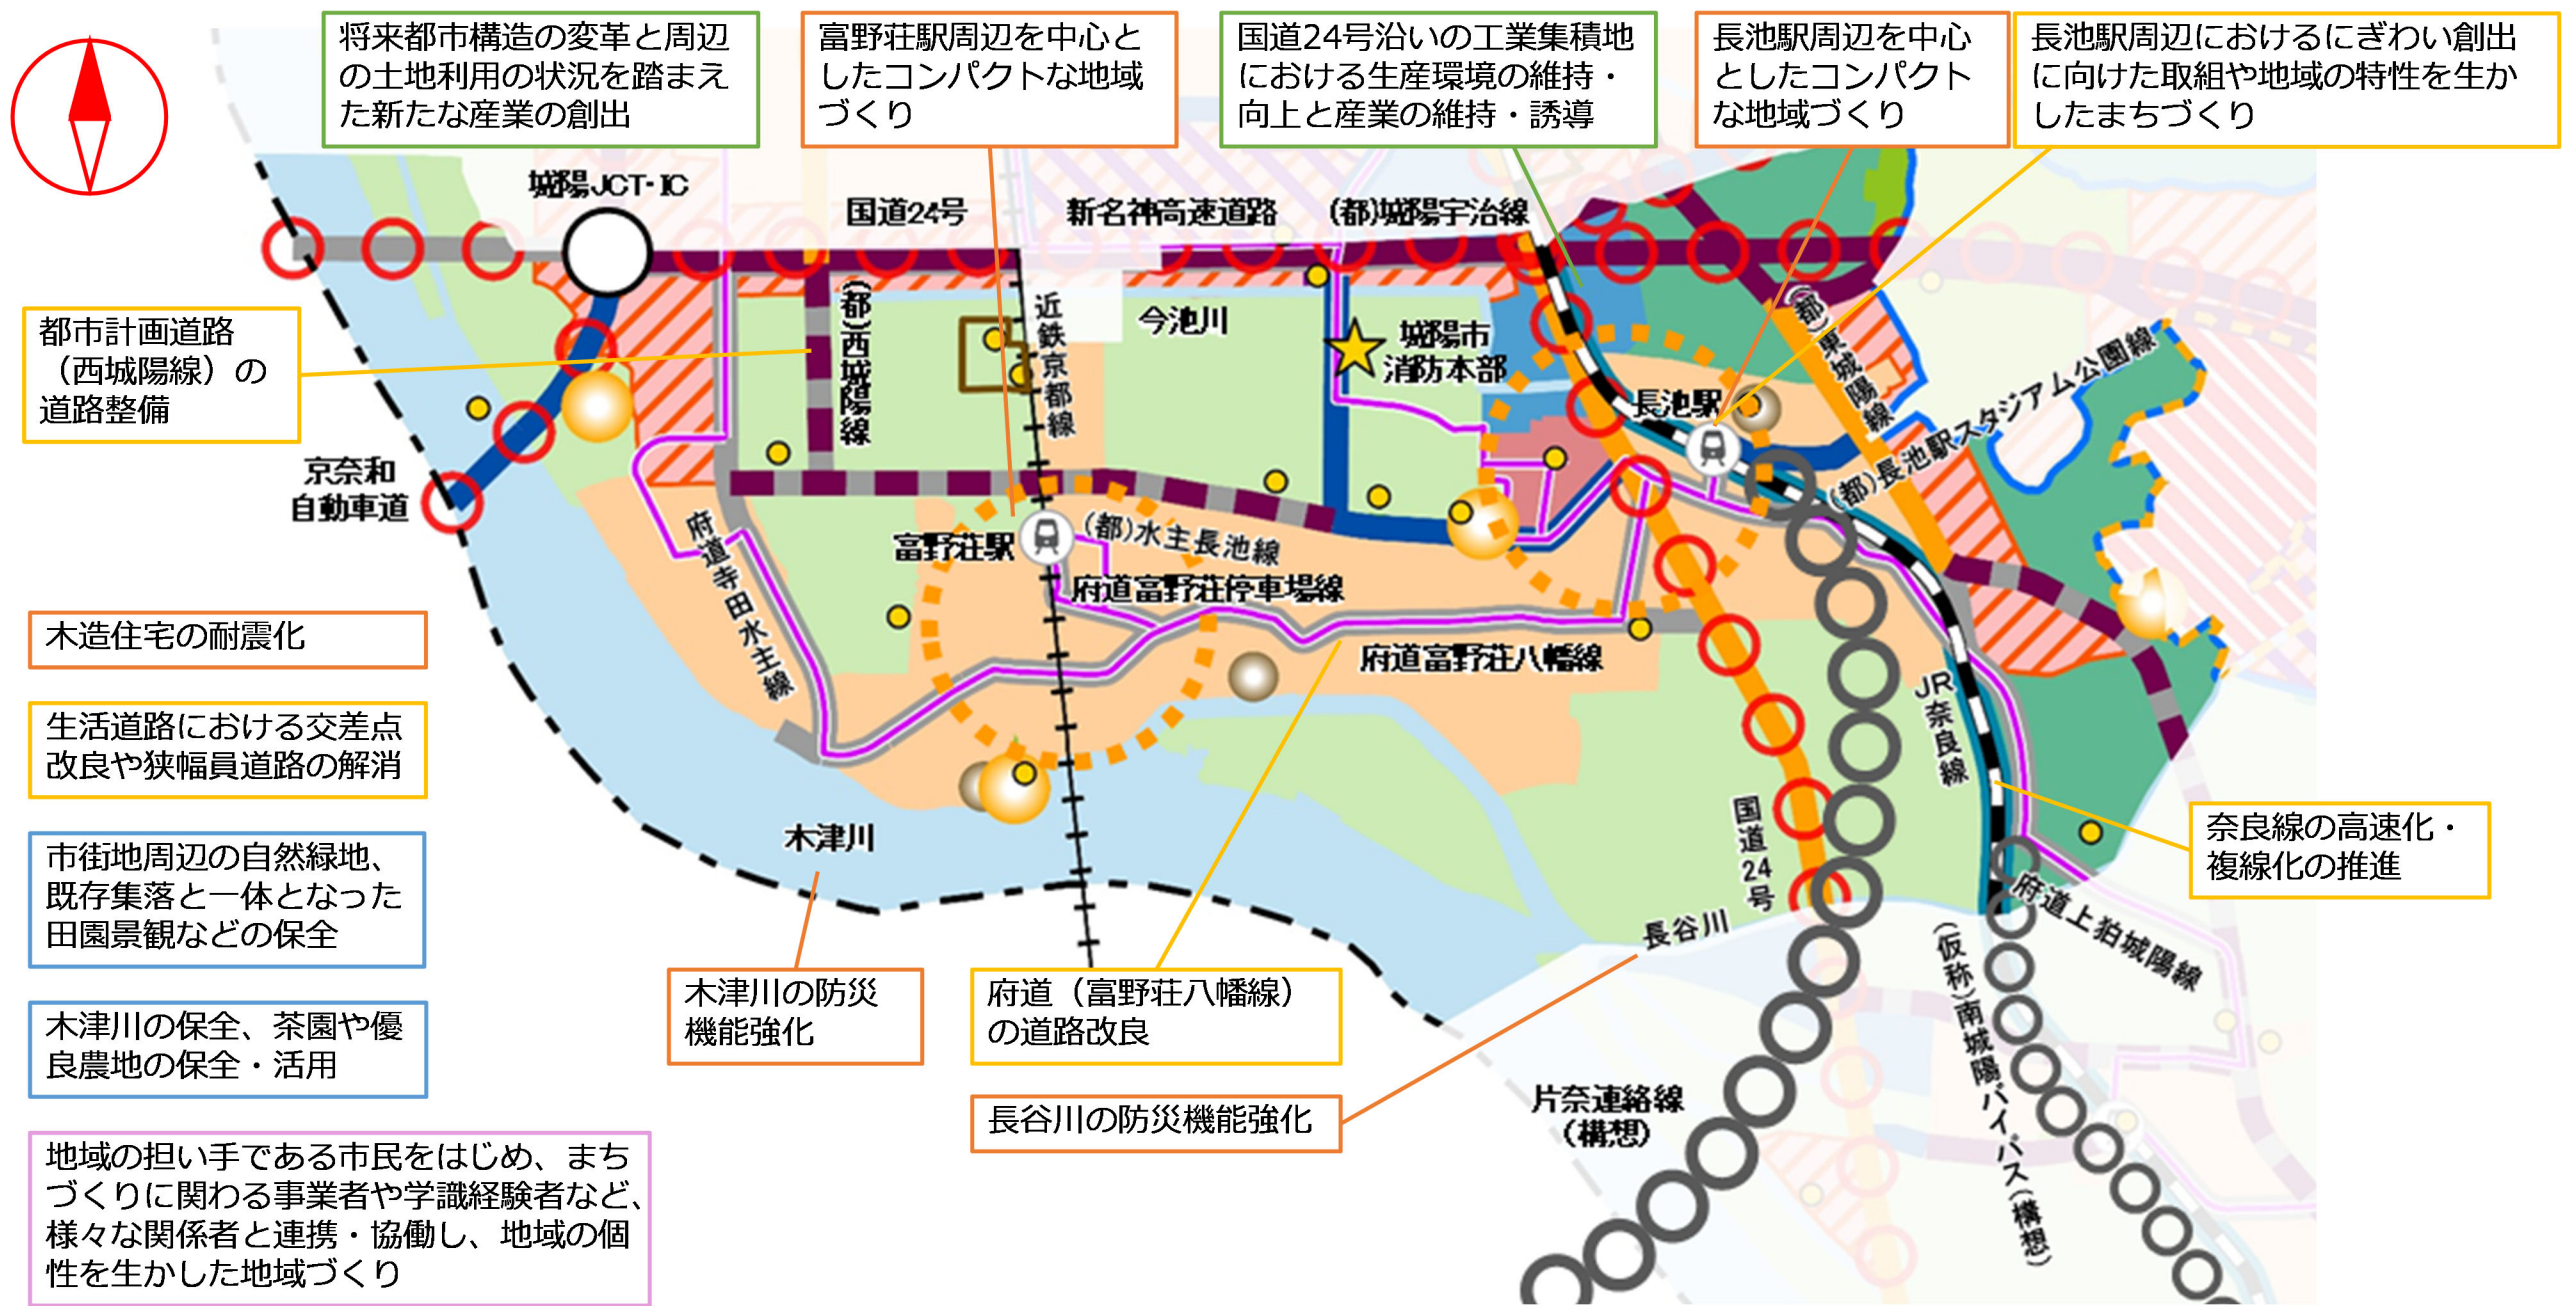 将来都市構造の変革と周辺
の土地利用の状況を踏まえ
た新たな産業の創出
富野荘駅周辺を中心と
したコンパクトな地域
づくり
国道24号沿いの工業集積地
における生産環境の維持・
向上と産業の維持・誘導
長池駅周辺を中心
としたコンパクト
な地域づくり
長池駅周辺におけるにぎわい創出
に向けた取組や地域の特性を生か
したまちづくり
城陽JCT・IC
国道24号
新名神高速道路
(都)城陽宇治線
都市計画道路
（西城陽線）の
道路整備
(都)西城陽線
近鉄京都線
今池川
城陽市
消防本部
長池駅
(都)東城陽線
(都)長池駅スタジアム公園線
京奈和
自動車道
府道寺田水主線
富野荘駅
(都)水主長池線
府道富野荘停車場線
府道富野荘八幡線
JR奈良線
木造住宅の耐震化
生活道路における交差点
改良や狭幅員道路の解消
市街地周辺の自然緑地、
既存集落と一体となった
田園景観などの保全
木津川の保全、茶園や優
良農地の保全・活用
地域の担い手である市民をはじめ、まち
づくりに関わる事業者や学識経験者など、
様々な関係者と連携・協働し、地域の個
性を生かした地域づくり
木津川
国道24号
奈良線の高速化・
複線化の推進
長谷川
府道上狛城陽線
(仮称)南城陽バイパス(構想)
木津川の防災
機能強化
府道（富野荘八幡線）
の道路改良
長谷川の防災機能強化
片奈連絡線
(構想)